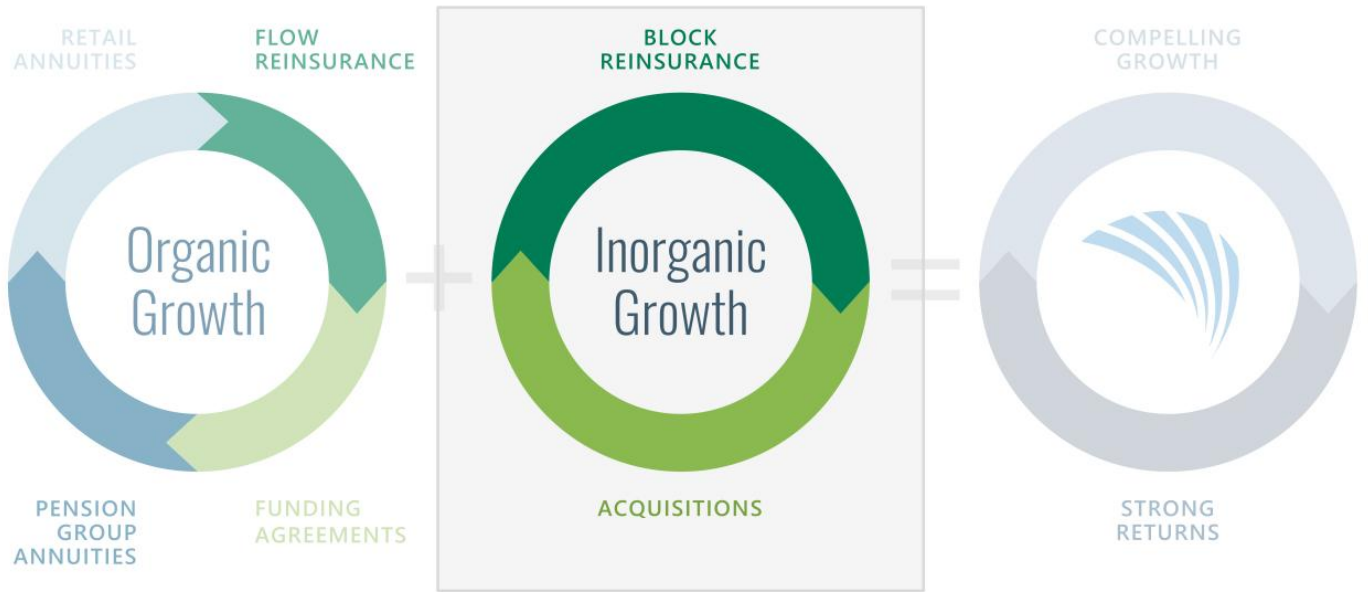 RETAIL
ANNUITIES
FLOW
REINSURANCE
Organic
Growth
PENSION
GROUP
ANNUITIES
FUNDING
AGREEMENTS
+
BLOCK
REINSURANCE
Inorganic
Growth
ACQUISITIONS
=
COMPELLING
GROWTH
STRONG
RETURNS